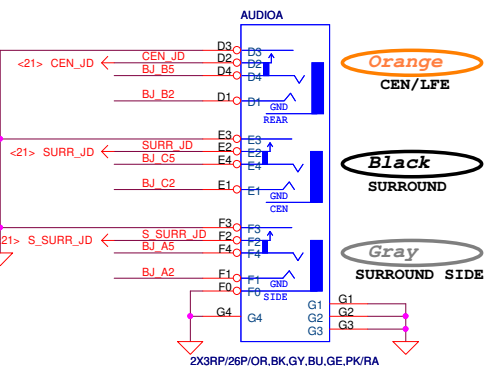 AUDIOA
D3 D3
<21> CEN_JD CEN_JD D2 D2
BJ_B5 D4 D4
BJ_B2 D1 D1
GND
REAR
Orange
CEN/LFE
E3 E3
<21> SURR_JD SURR_JD E2 E2
BJ_C5 E4 E4
BJ_C2 E1 E1
GND
CEN
Black
SURROUND
F3 F3
21> S_SURR_JD S_SURR_JD F2 F2
BJ_A5 F4 F4
BJ_A2 F1 F1
GND
F0 F0
SIDE
Gray
SURROUND SIDE
G4 G4
G1 G1
G2 G2
G3 G3
2X3RP/26P/OR,BK,GY,BU,GE,PK/RA